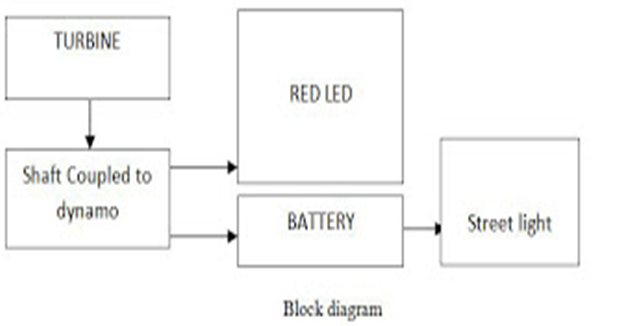 TURBINE
RED LED
Shaft Coupled to
dynamo
BATTERY
Street light
Block diagram